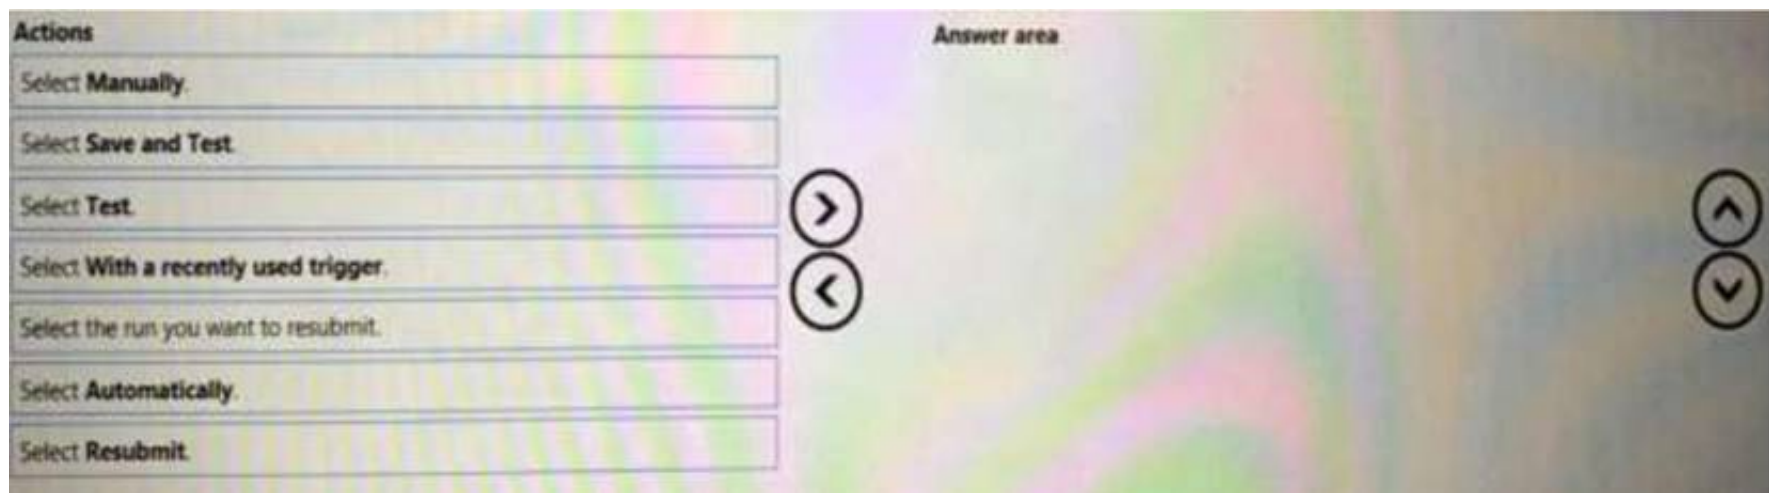 Actions
Answer area
Select Manually.
Select Save and Test.
Select Test.
Select With a recently used trigger.
Select the run you want to resubmit.
Select Automatically.
Select Resubmit.